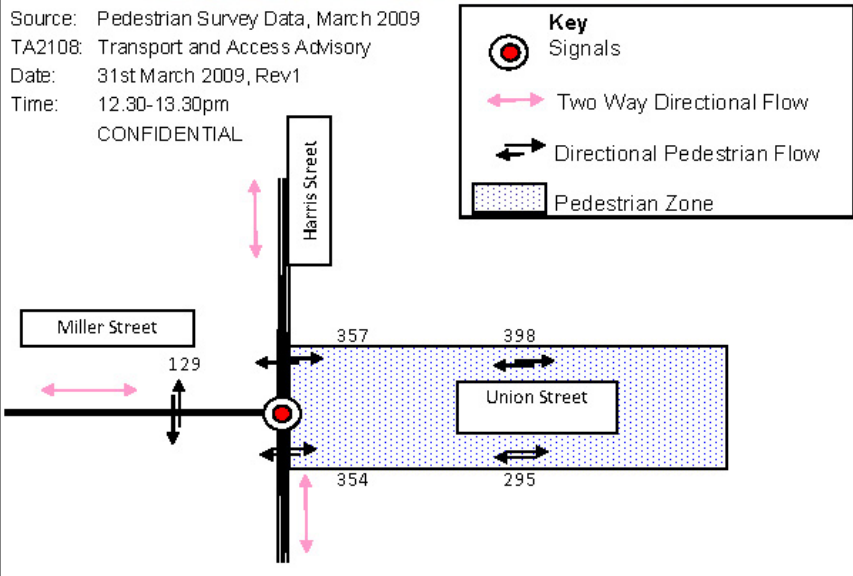 Source: Pedestrian Survey Data, March 2009
TA2108: Transport and Access Advisory
Date: 31st March 2009, Rev1
Time: 12.30-13.30pm
CONFIDENTIAL
Key
Signals
Two Way Directional Flow
Directional Pedestrian Flow
Pedestrian Zone
Harris Street
Miller Street
129
357
398
Union Street
354
295